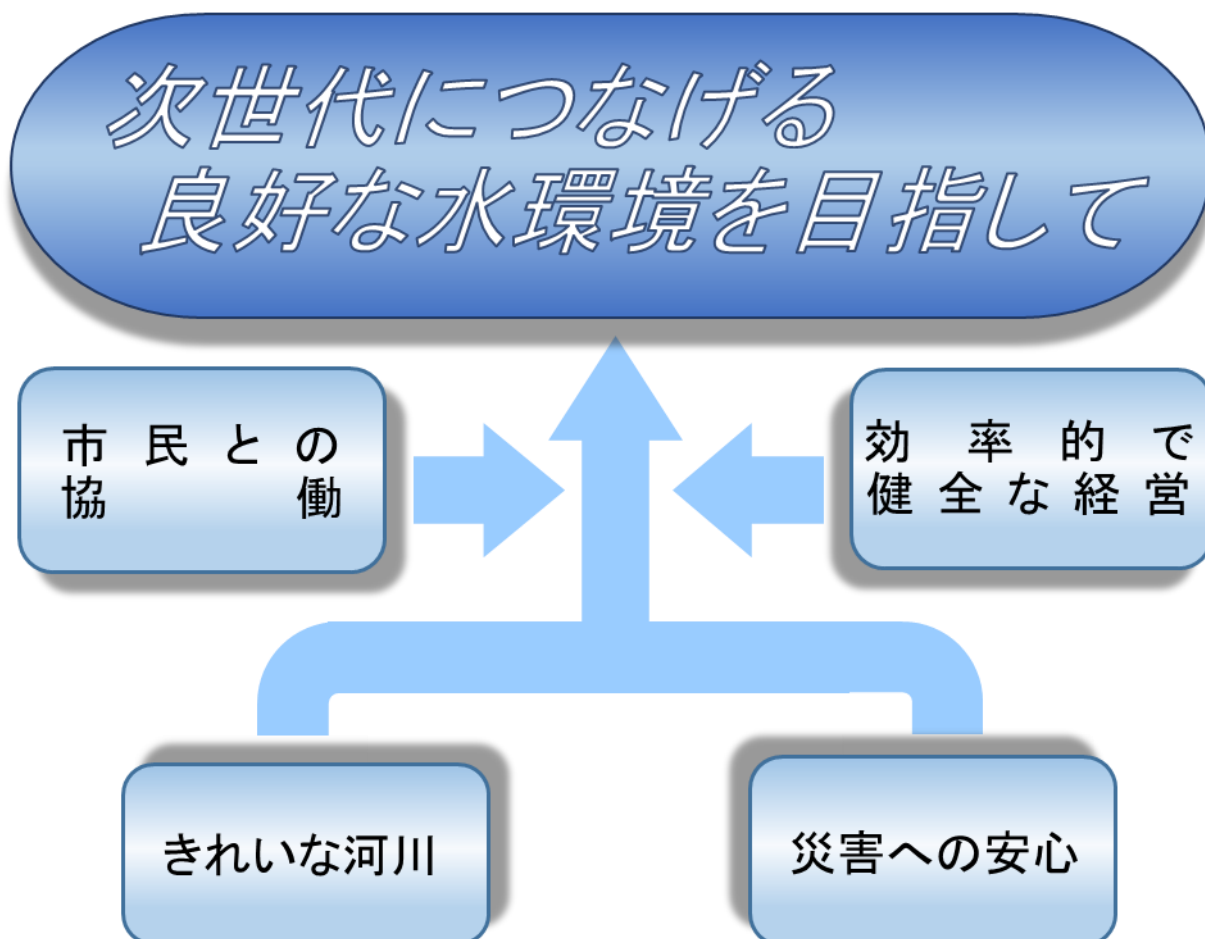 次世代につなげる
良好な水環境を目指して
市民との
協働
効率的で
健全な経営
きれいな河川
災害への安心